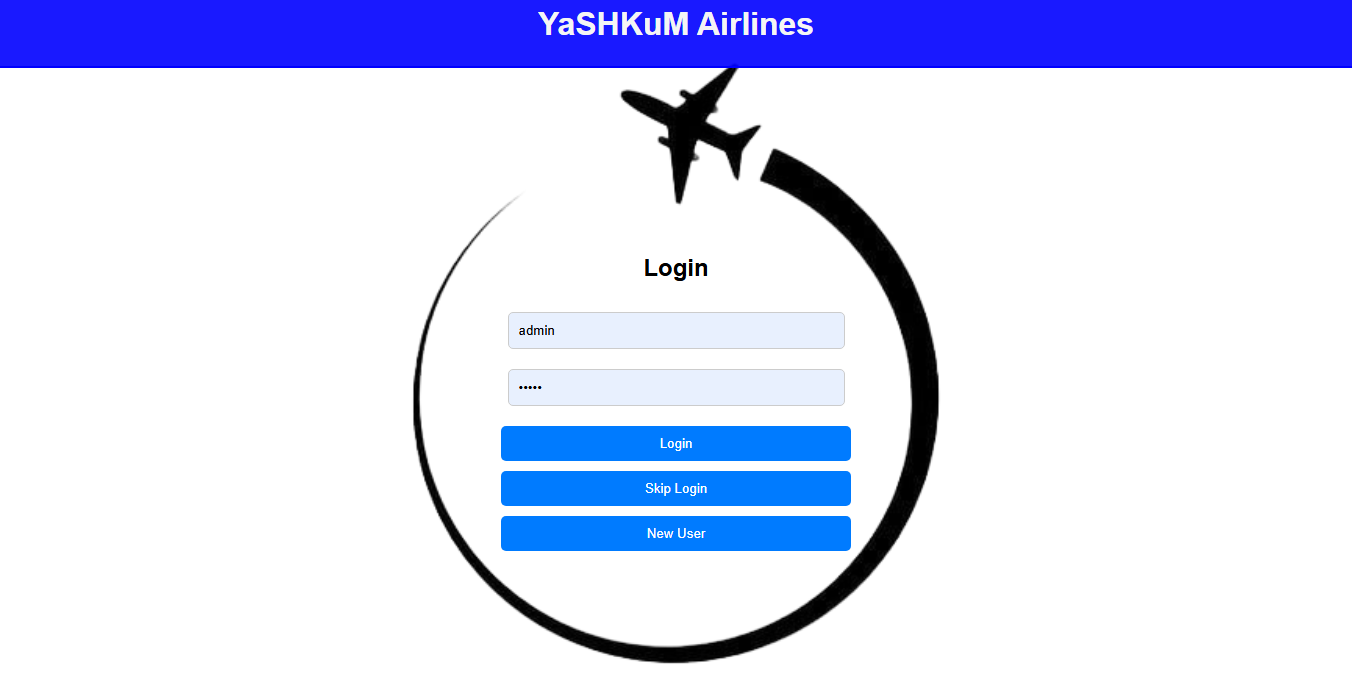 YaSHKuM Airlines
Login
admin
•••••
Login
Skip Login
New User